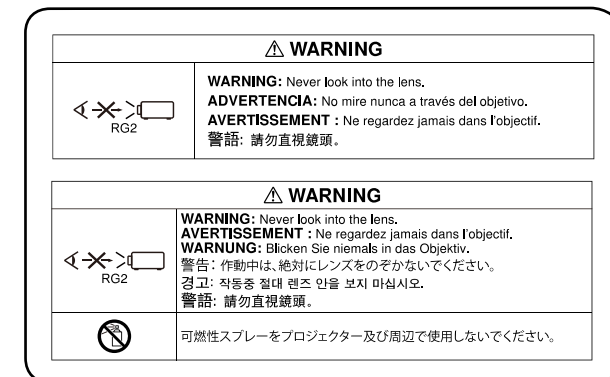 ⚠ WARNING
RG2
WARNING: Never look into the lens.
ADVERTENCIA: No mire nunca a través del objetivo.
AVERTISSEMENT : Ne regardez jamais dans l'objectif.
警語: 請勿直視鏡頭。
⚠ WARNING
RG2
WARNING: Never look into the lens.
AVERTISSEMENT : Ne regardez jamais dans l'objectif.
WARNUNG: Blicken Sie niemals in das Objektiv.
警告: 作動中は、絶対にレンズをのぞかないでください。
경고: 작동중 절대 렌즈 안을 보지 마십시오.
警語: 請勿直視鏡頭。
可燃性スプレーをプロジェクター及び周辺で使用しないでください。